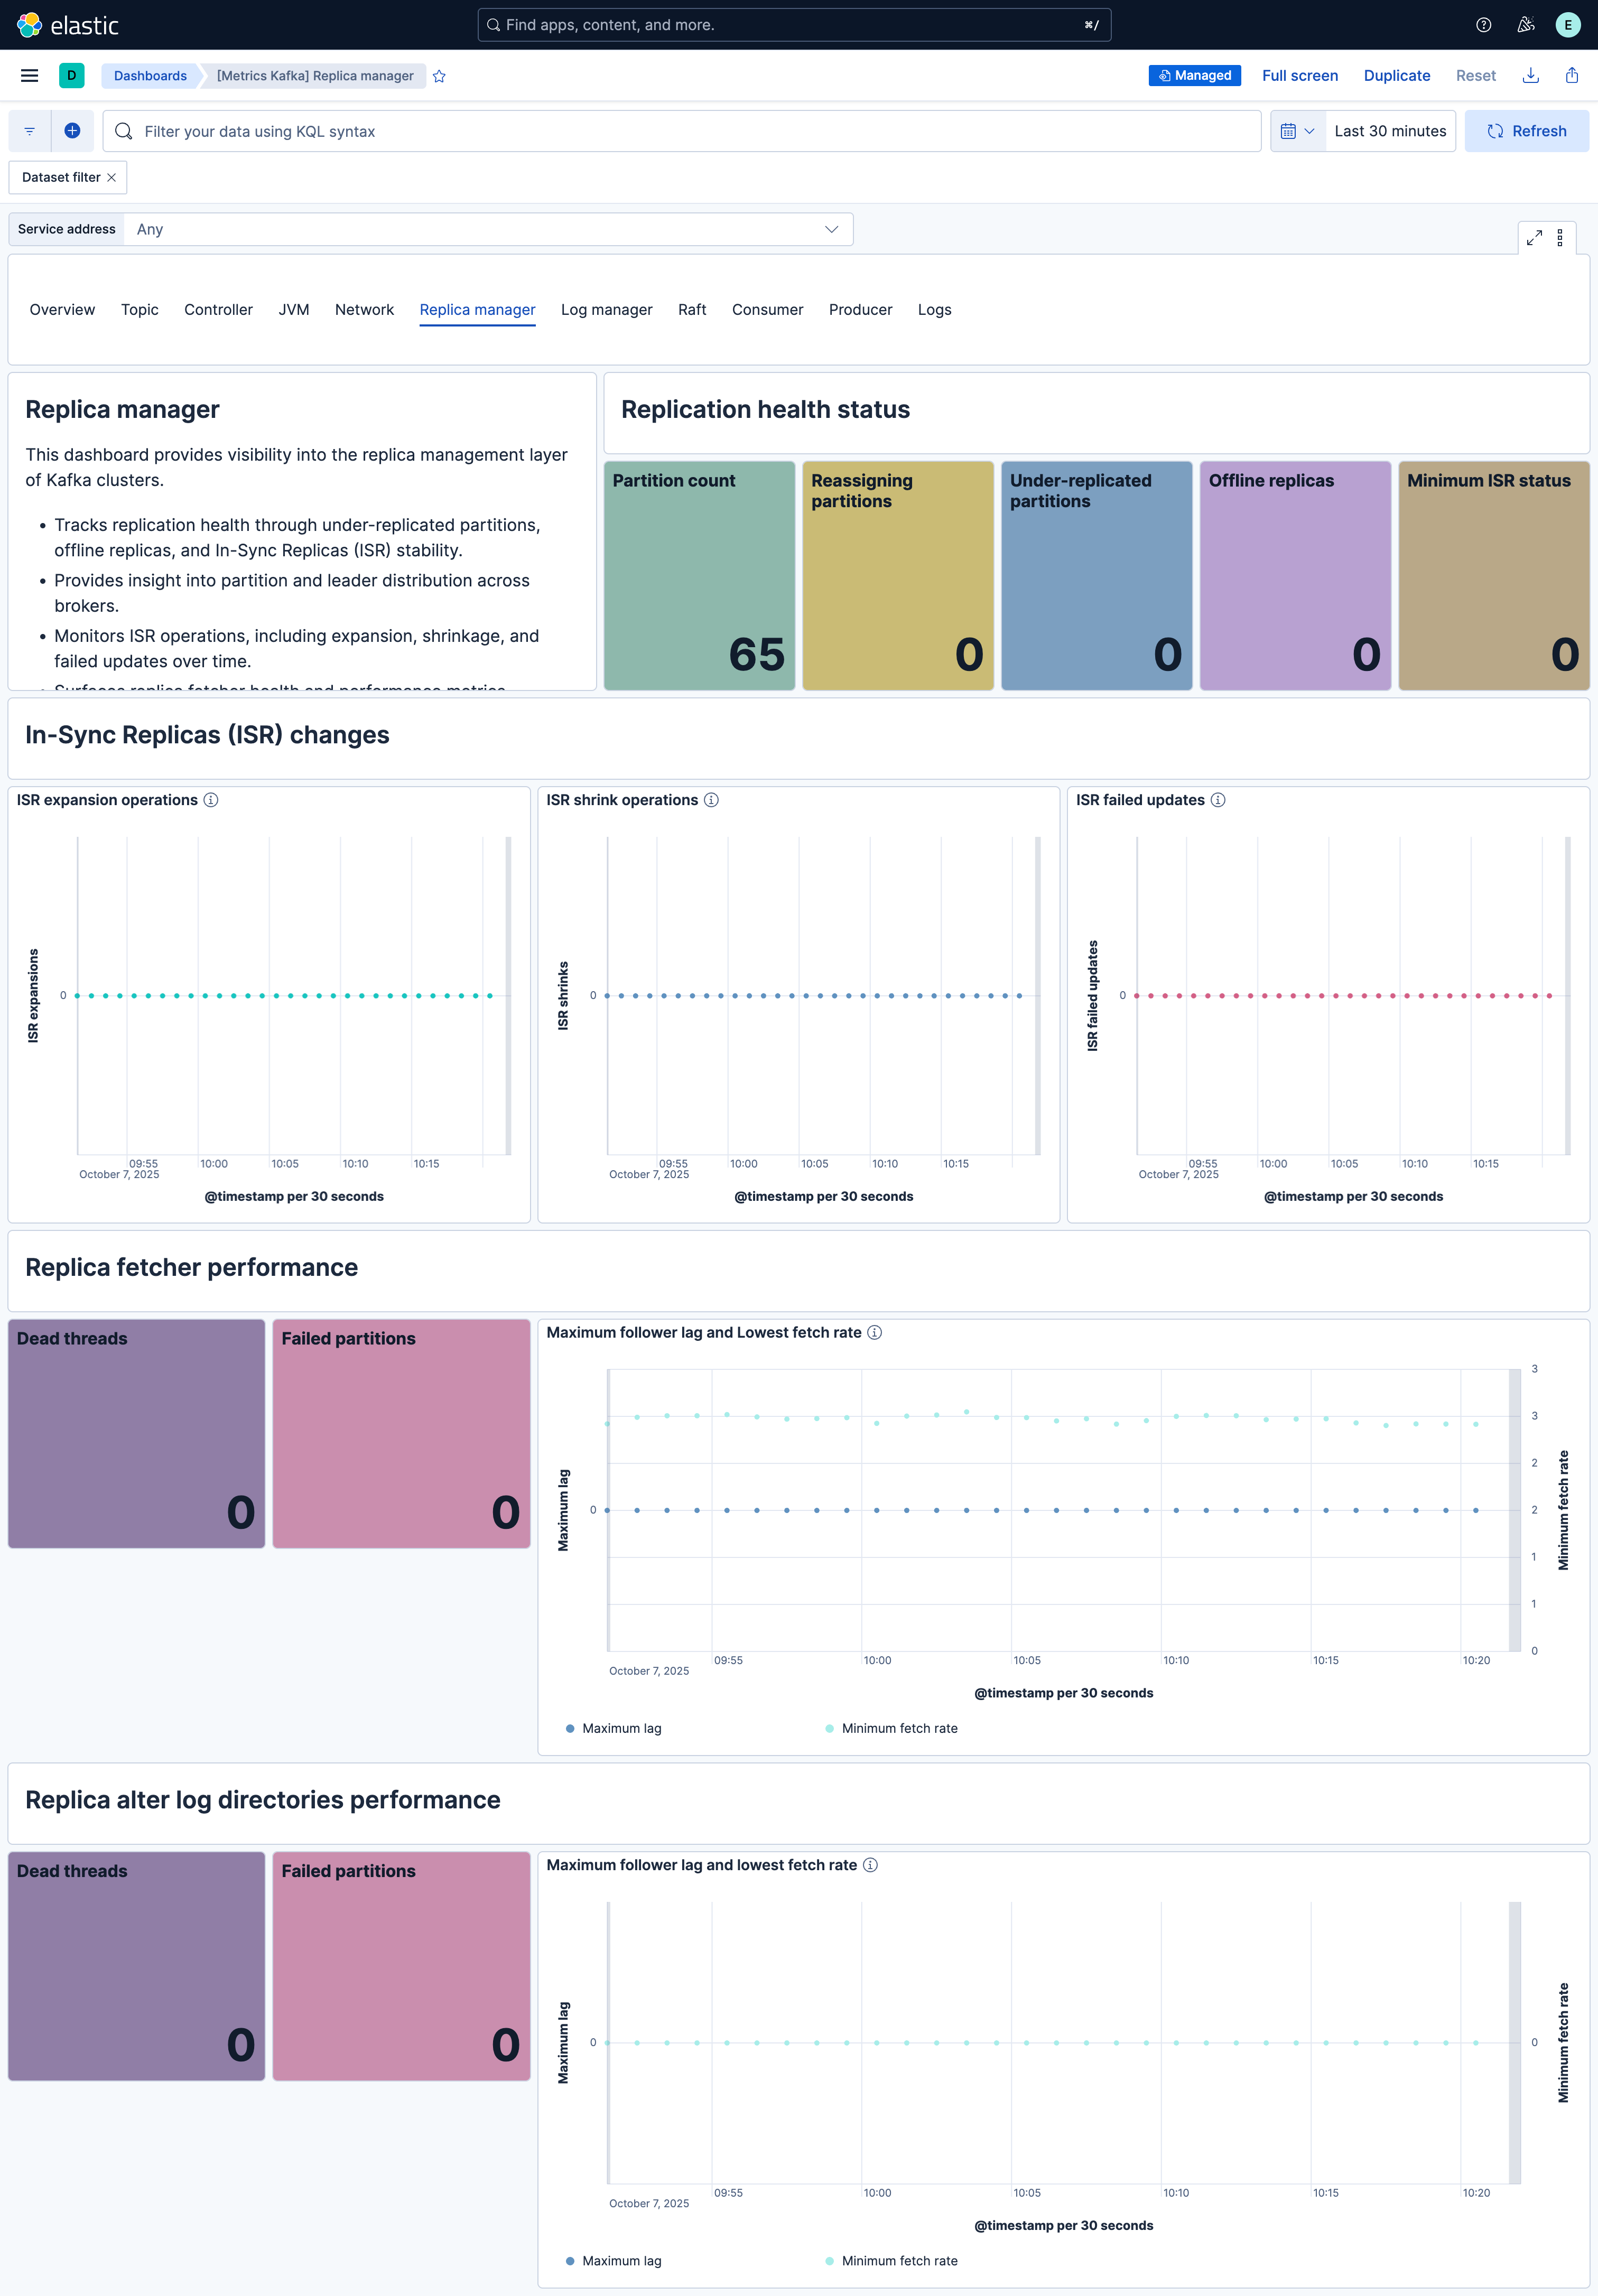 elastic
Find apps, content, and more.
⌘/
E
D
Dashboards
[Metrics Kafka] Replica manager
Managed
Full screen
Duplicate
Reset
Filter your data using KQL syntax
Last 30 minutes
Refresh
Dataset filter
Service address
Any
Overview
Topic
Controller
JVM
Network
Replica manager
Log manager
Raft
Consumer
Producer
Logs
Replica manager
This dashboard provides visibility into the replica management layer
of Kafka clusters.
• Tracks replication health through under-replicated partitions,
offline replicas, and In-Sync Replicas (ISR) stability.
• Provides insight into partition and leader distribution across
brokers.
• Monitors ISR operations, including expansion, shrinkage, and
failed updates over time.
• Surfaces replica fetcher health and performance metrics
Replication health status
Partition count
65
Reassigning
partitions
0
Under-replicated
partitions
0
Offline replicas
0
Minimum ISR status
0
In-Sync Replicas (ISR) changes
ISR expansion operations
ISR expansions
0
09:55
10:00
10:05
10:10
10:15
October 7, 2025
@timestamp per 30 seconds
ISR shrink operations
ISR shrinks
0
09:55
10:00
10:05
10:10
10:15
October 7, 2025
@timestamp per 30 seconds
ISR failed updates
ISR failed updates
0
09:55
10:00
10:05
10:10
10:15
October 7, 2025
@timestamp per 30 seconds
Replica fetcher performance
Dead threads
0
Failed partitions
0
Maximum follower lag and Lowest fetch rate
Maximum lag
0
3
3
2
2
1
1
0
Minimum fetch rate
09:55
10:00
10:05
10:10
10:15
10:20
October 7, 2025
@timestamp per 30 seconds
Maximum lag
Minimum fetch rate
Replica alter log directories performance
Dead threads
0
Failed partitions
0
Maximum follower lag and lowest fetch rate
Maximum lag
0
0
Minimum fetch rate
09:55
10:00
10:05
10:10
10:15
10:20
October 7, 2025
@timestamp per 30 seconds
Maximum lag
Minimum fetch rate